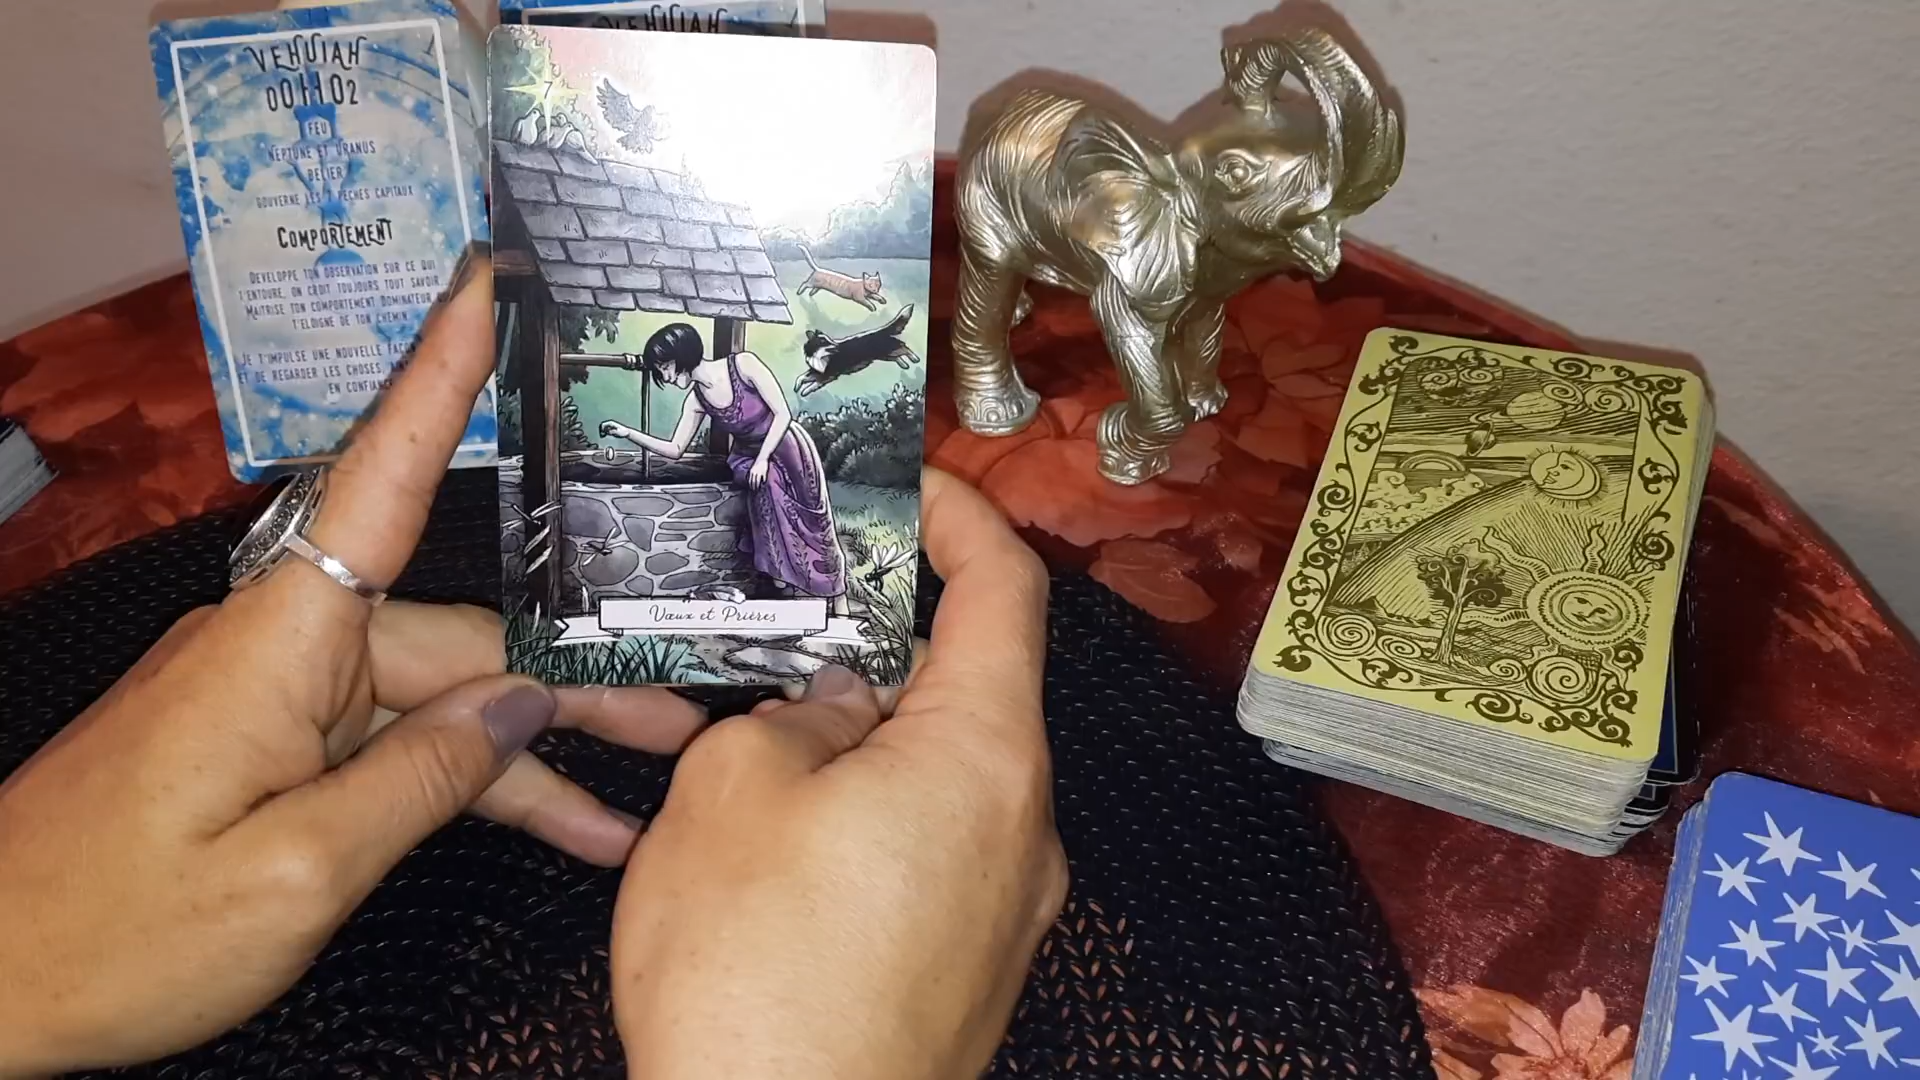 VEHUIAH
00H02
FEU
NEPTUNE ET URANUS
BELIER
GOUVERNE LES 7 PECHES CAPITAUX
COMPORTEMENT
DEVELOPPE TON OBSERVATION SUR CE QUI
T'ENTOURE, ON CROIT TOUJOURS TOUT SAVOIR...
MAITRISE TON COMPORTEMENT DOMINATEUR
T'ELOIGNE DE TON CHEMIN
JE T'IMPULSE UNE NOUVELLE
ET DE REGARDER LES CHOSES,
EN
VEHUIAH
7
Vœux et Prières